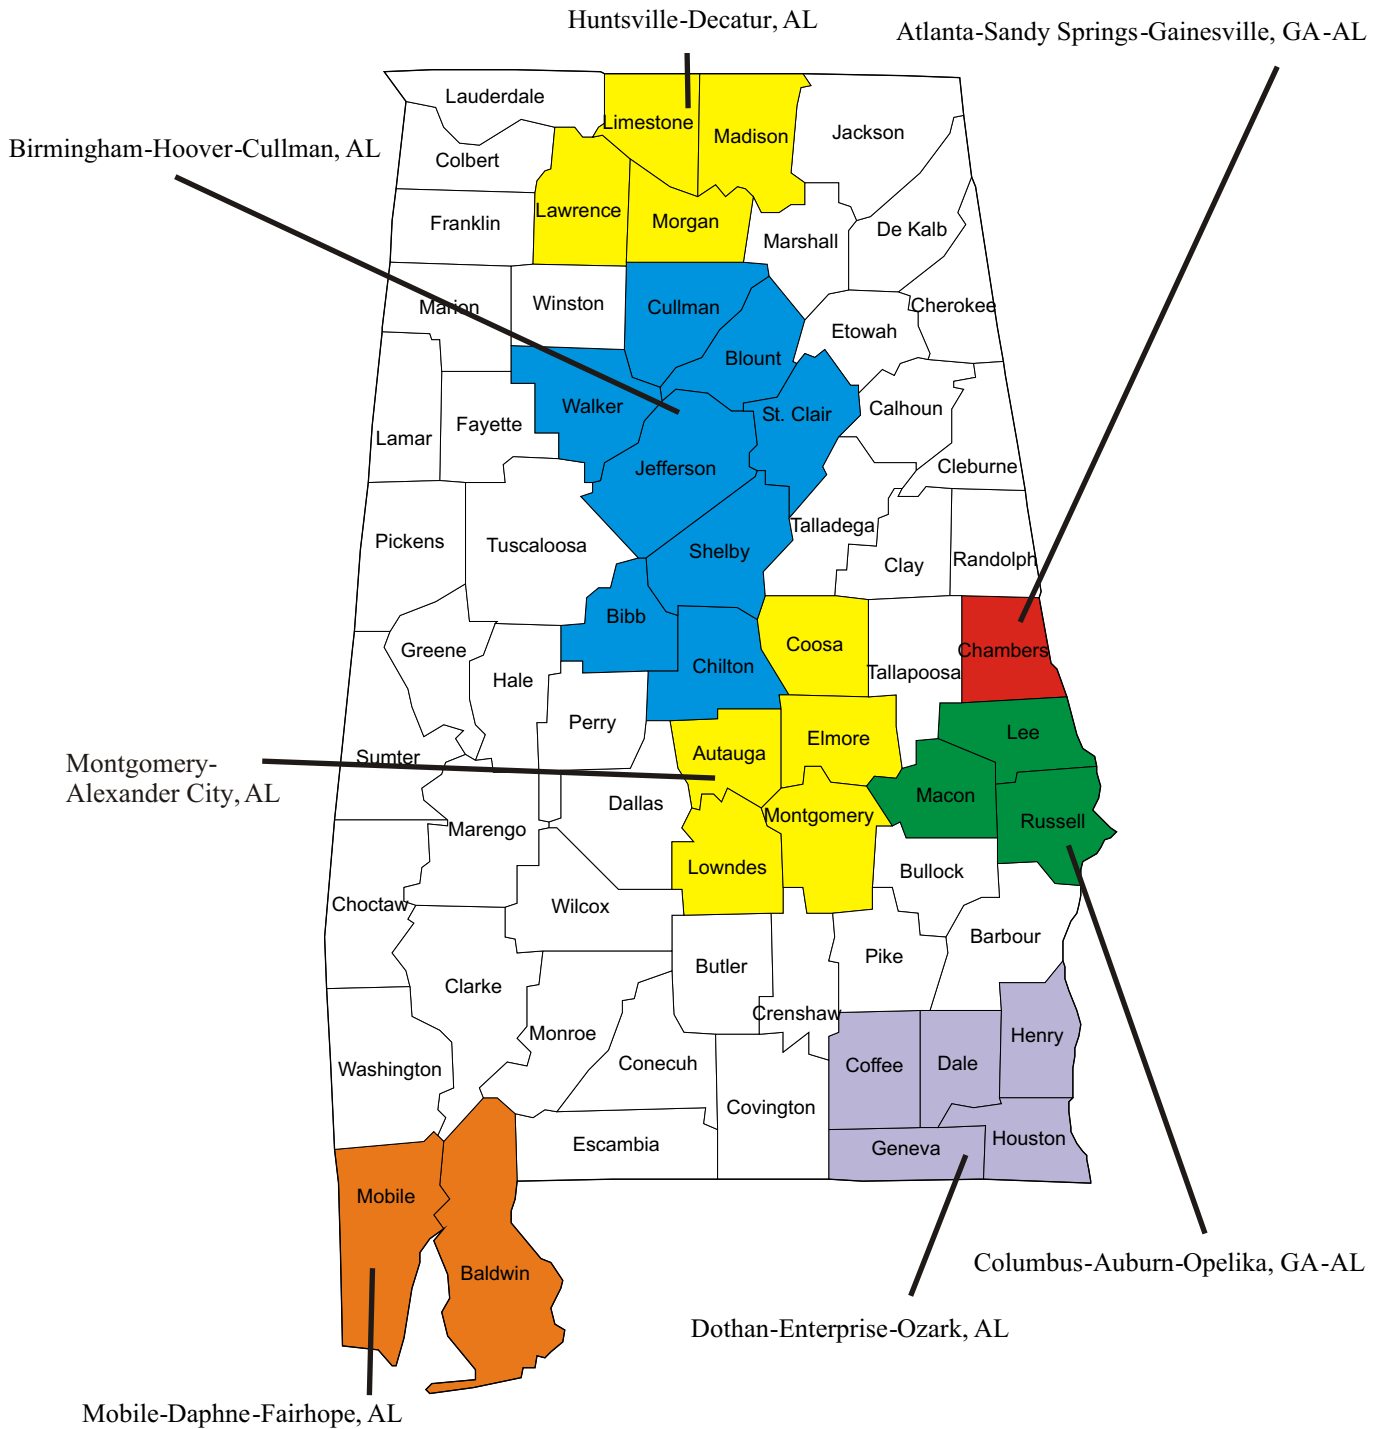 Huntsville-Decatur, AL
Atlanta-Sandy Springs-Gainesville, GA-AL
Birmingham-Hoover-Cullman, AL
Lauderdale
Limestone
Madison
Jackson
Colbert
Lawrence
Morgan
Franklin
Marshall
De Kalb
Marion
Winston
Cullman
Cherokee
Etowah
Blount
Walker
St. Clair
Calhoun
Fayette
Lamar
Jefferson
Cleburne
Talladega
Pickens
Tuscaloosa
Shelby
Clay
Randolph
Bibb
Coosa
Chambers
Greene
Chilton
Tallapoosa
Hale
Perry
Lee
Elmore
Autauga
Sumter
Montgomery-
Alexander City, AL
Macon
Dallas
Montgomery
Russell
Marengo
Lowndes
Bullock
Choctaw
Wilcox
Barbour
Pike
Butler
Clarke
Crenshaw
Monroe
Henry
Conecuh
Coffee
Dale
Washington
Covington
Escambia
Geneva
Houston
Mobile
Baldwin
Columbus-Auburn-Opelika, GA-AL
Dothan-Enterprise-Ozark, AL
Mobile-Daphne-Fairhope, AL